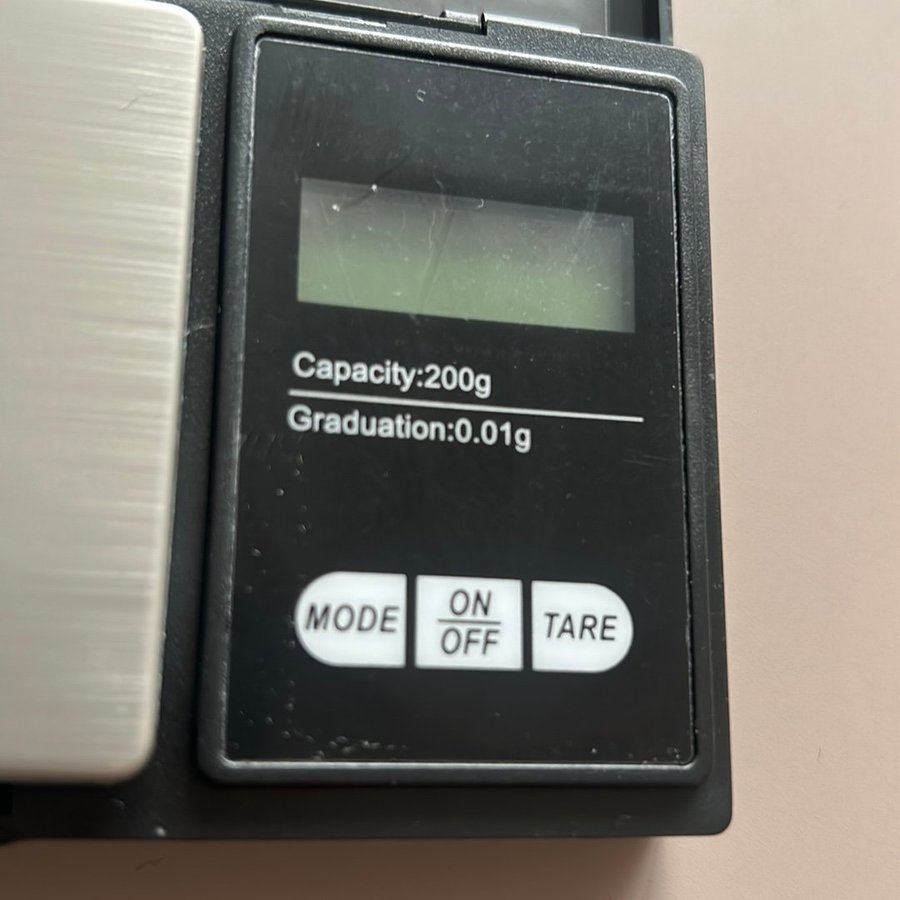 Capacity:200g
Graduation:0.01g
MODE
ON
OFF
TARE